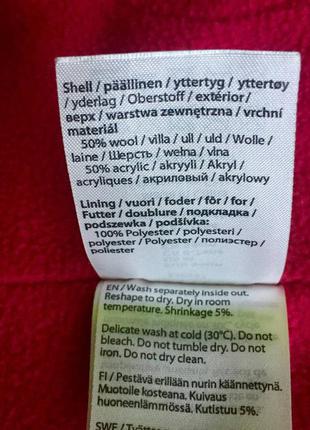 Shell / päällinen / yttertyg / yttertøy
/ yderlag / Oberstoff / extérior /
верх / warstwa zewnętrzna / vrchní
materiál
50% wool / villa / ull / uld / Wolle /
laine / Шерсть / wełna / vlna
50% acrylic / akryyli / Akryl /
acryliques / акриловый / akrylowy
Lining / vuori / foder / fôr / for /
Futter / doublure / подкладка /
podszewka / podšívka:
100% Polyester / polyesteri /
polyester / Polyester / полиэстер /
poliester
EN / Wash separately inside out.
Reshape to dry. Dry in room
temperature. Shrinkage 5%.
Delicate wash at cold (30°C). Do not
bleach. Do not tumble dry. Do not
iron. Do not dry clean.
FI / Pestävä erillään nurin käännettynä.
Muotoile kosteana. Kuivaus
huoneenlämmössä. Kutistuu 5%.